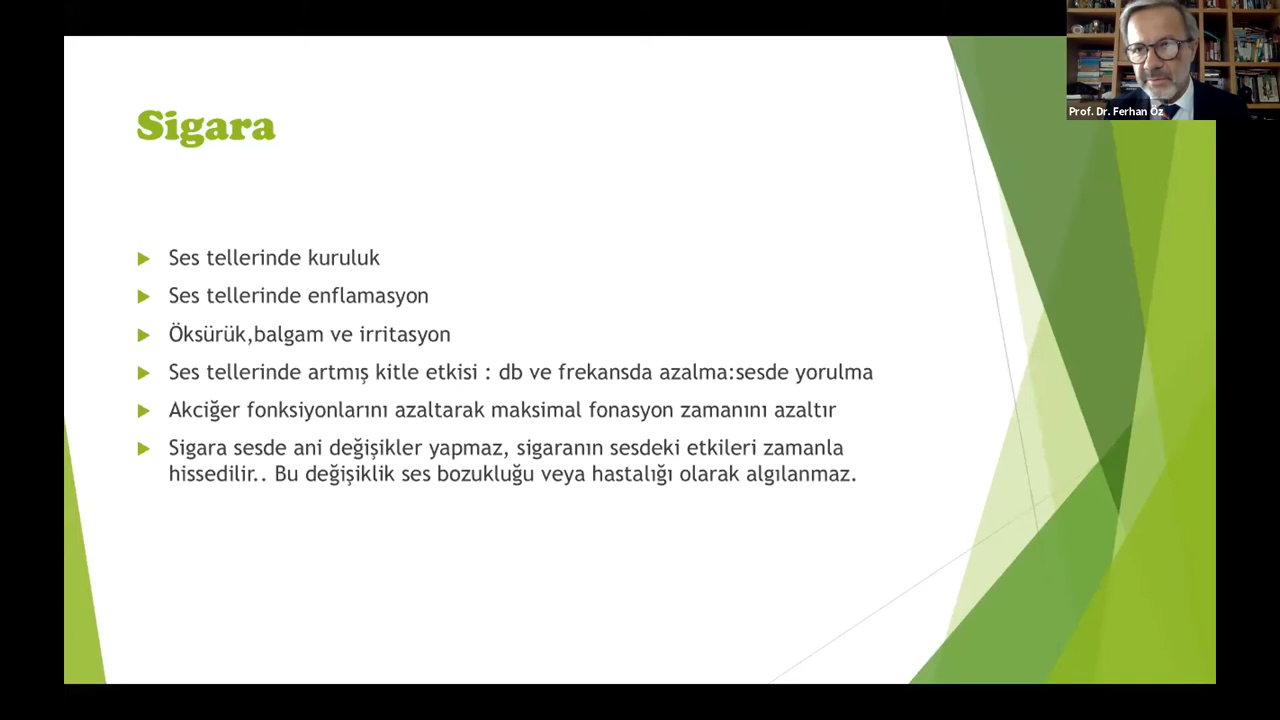 Prof. Dr. Ferhan Öz
Sigara
Ses tellerinde kuruluk
Ses tellerinde enflamasyon
Öksürük,balgam ve irritasyon
Ses tellerinde artmış kitle etkisi : db ve frekansda azalma:sesde yorulma
Akciğer fonksiyonlarını azaltarak maksimal fonasyon zamanını azaltır
Sigara sesde ani değişikler yapmaz, sigaranın sesdeki etkileri zamanla
hissedilir.. Bu değişiklik ses bozukluğu veya hastalığı olarak algılanmaz.